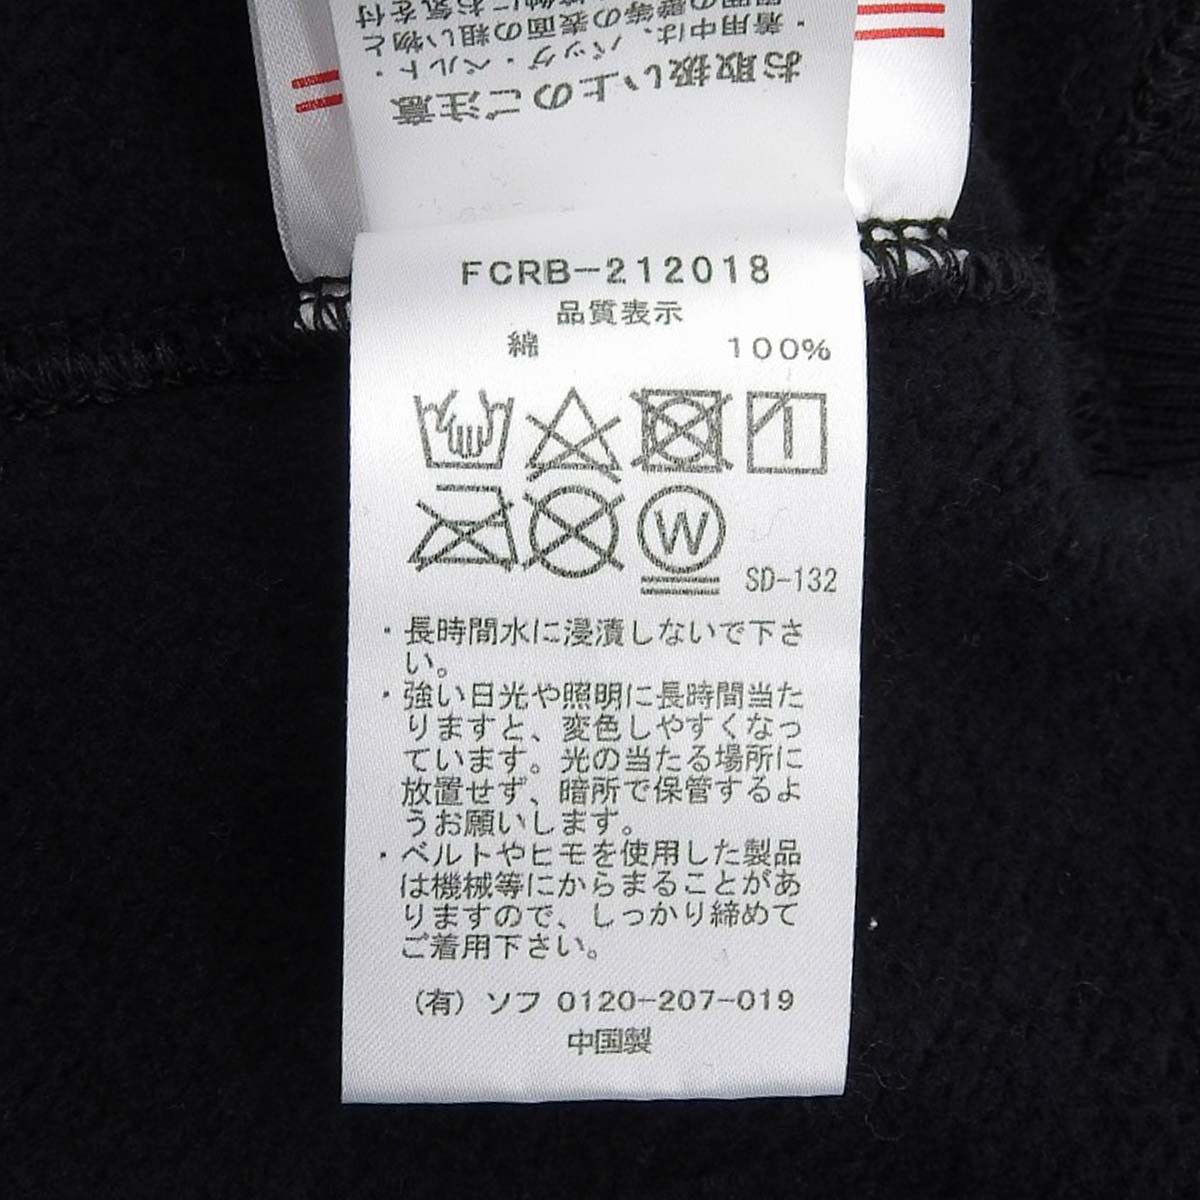 お取扱い上のご注意
・着用中は、バッグ・ベルト・
FCRB-212018
品質表示
綿 100%
W
SD-132
・長時間水に浸漬しないで下さ
い。
・強い日光や照明に長時間当た
りますと、変色しやすくなっ
ています。光の当たる場所に
放置せず、暗所で保管するよ
うお願いします。
・ベルトやヒモを使用した製品
は機械等にからまることがあ
りますので、しっかり締めて
ご着用下さい。
(有) ソフ 0120-207-019
中国製